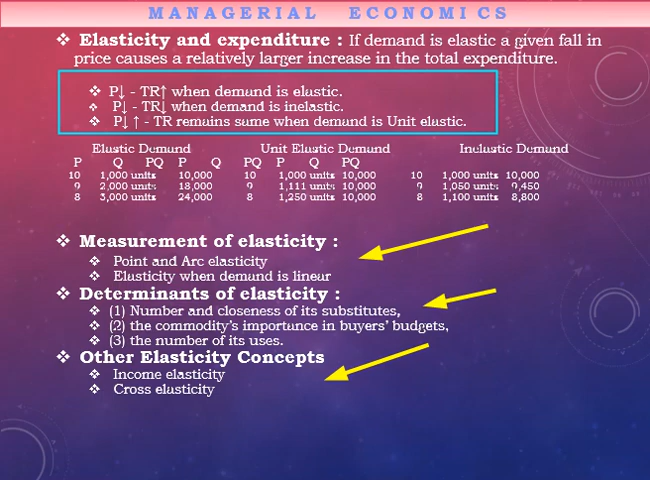 MANAGERIAL ECONOMICS
❖ Elasticity and expenditure : If demand is elastic a given fall in
price causes a relatively larger increase in the total expenditure.
❖ P↓ - TR↑ when demand is elastic.
❖ P↓ - TR↓ when demand is inelastic.
❖ P↓ ↑ - TR remains same when demand is Unit elastic.
Elastic Demand Unit Elastic Demand Inelastic Demand
P Q PQ P Q PQ P Q PQ
10 1,000 units 10,000 10 1,000 units 10,000 10 1,000 units 10,000
9 2,000 units 18,000 9 1,111 units 10,000 9 1,050 units 9,450
8 3,000 units 24,000 8 1,250 units 10,000 8 1,100 units 8,800
❖ Measurement of elasticity :
❖ Point and Arc elasticity
❖ Elasticity when demand is linear
❖ Determinants of elasticity :
❖ (1) Number and closeness of its substitutes,
❖ (2) the commodity's importance in buyers' budgets,
❖ (3) the number of its uses.
❖ Other Elasticity Concepts
❖ Income elasticity
❖ Cross elasticity